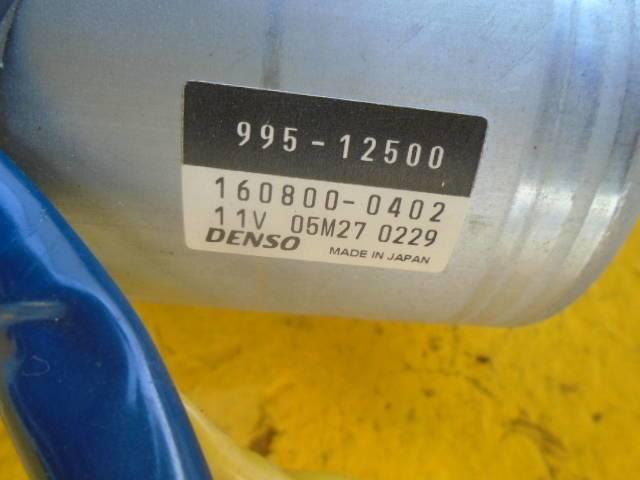 995-12500
160800-0402
11V 05M27 0229
DENSO MADE IN JAPAN